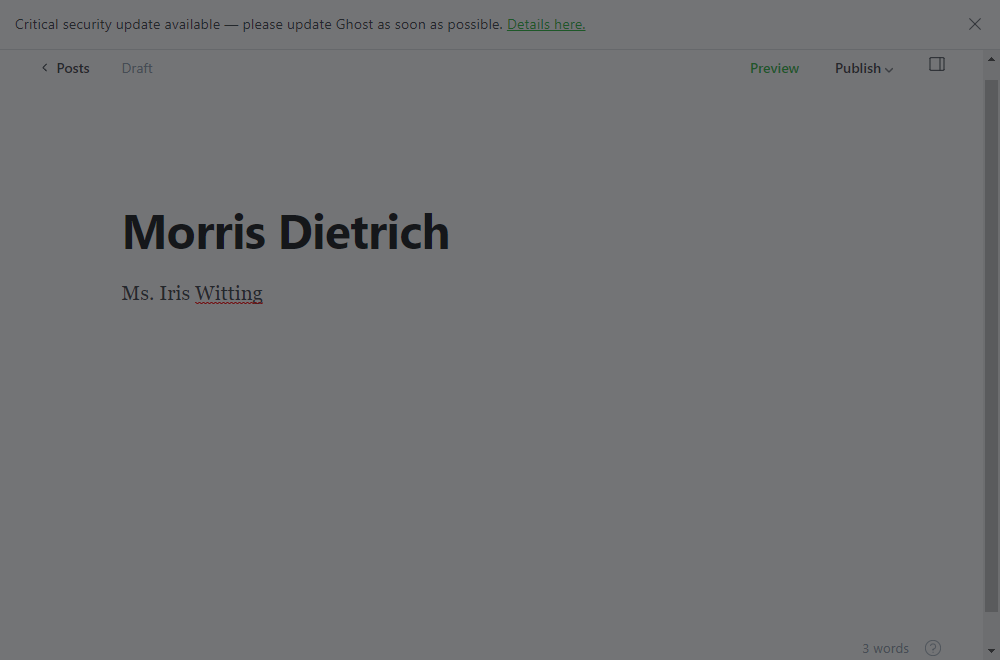 Critical security update available — please update Ghost as soon as possible. Details here.
Posts Draft Preview Publish
Morris Dietrich
Ms. Iris Witting
3 words ?